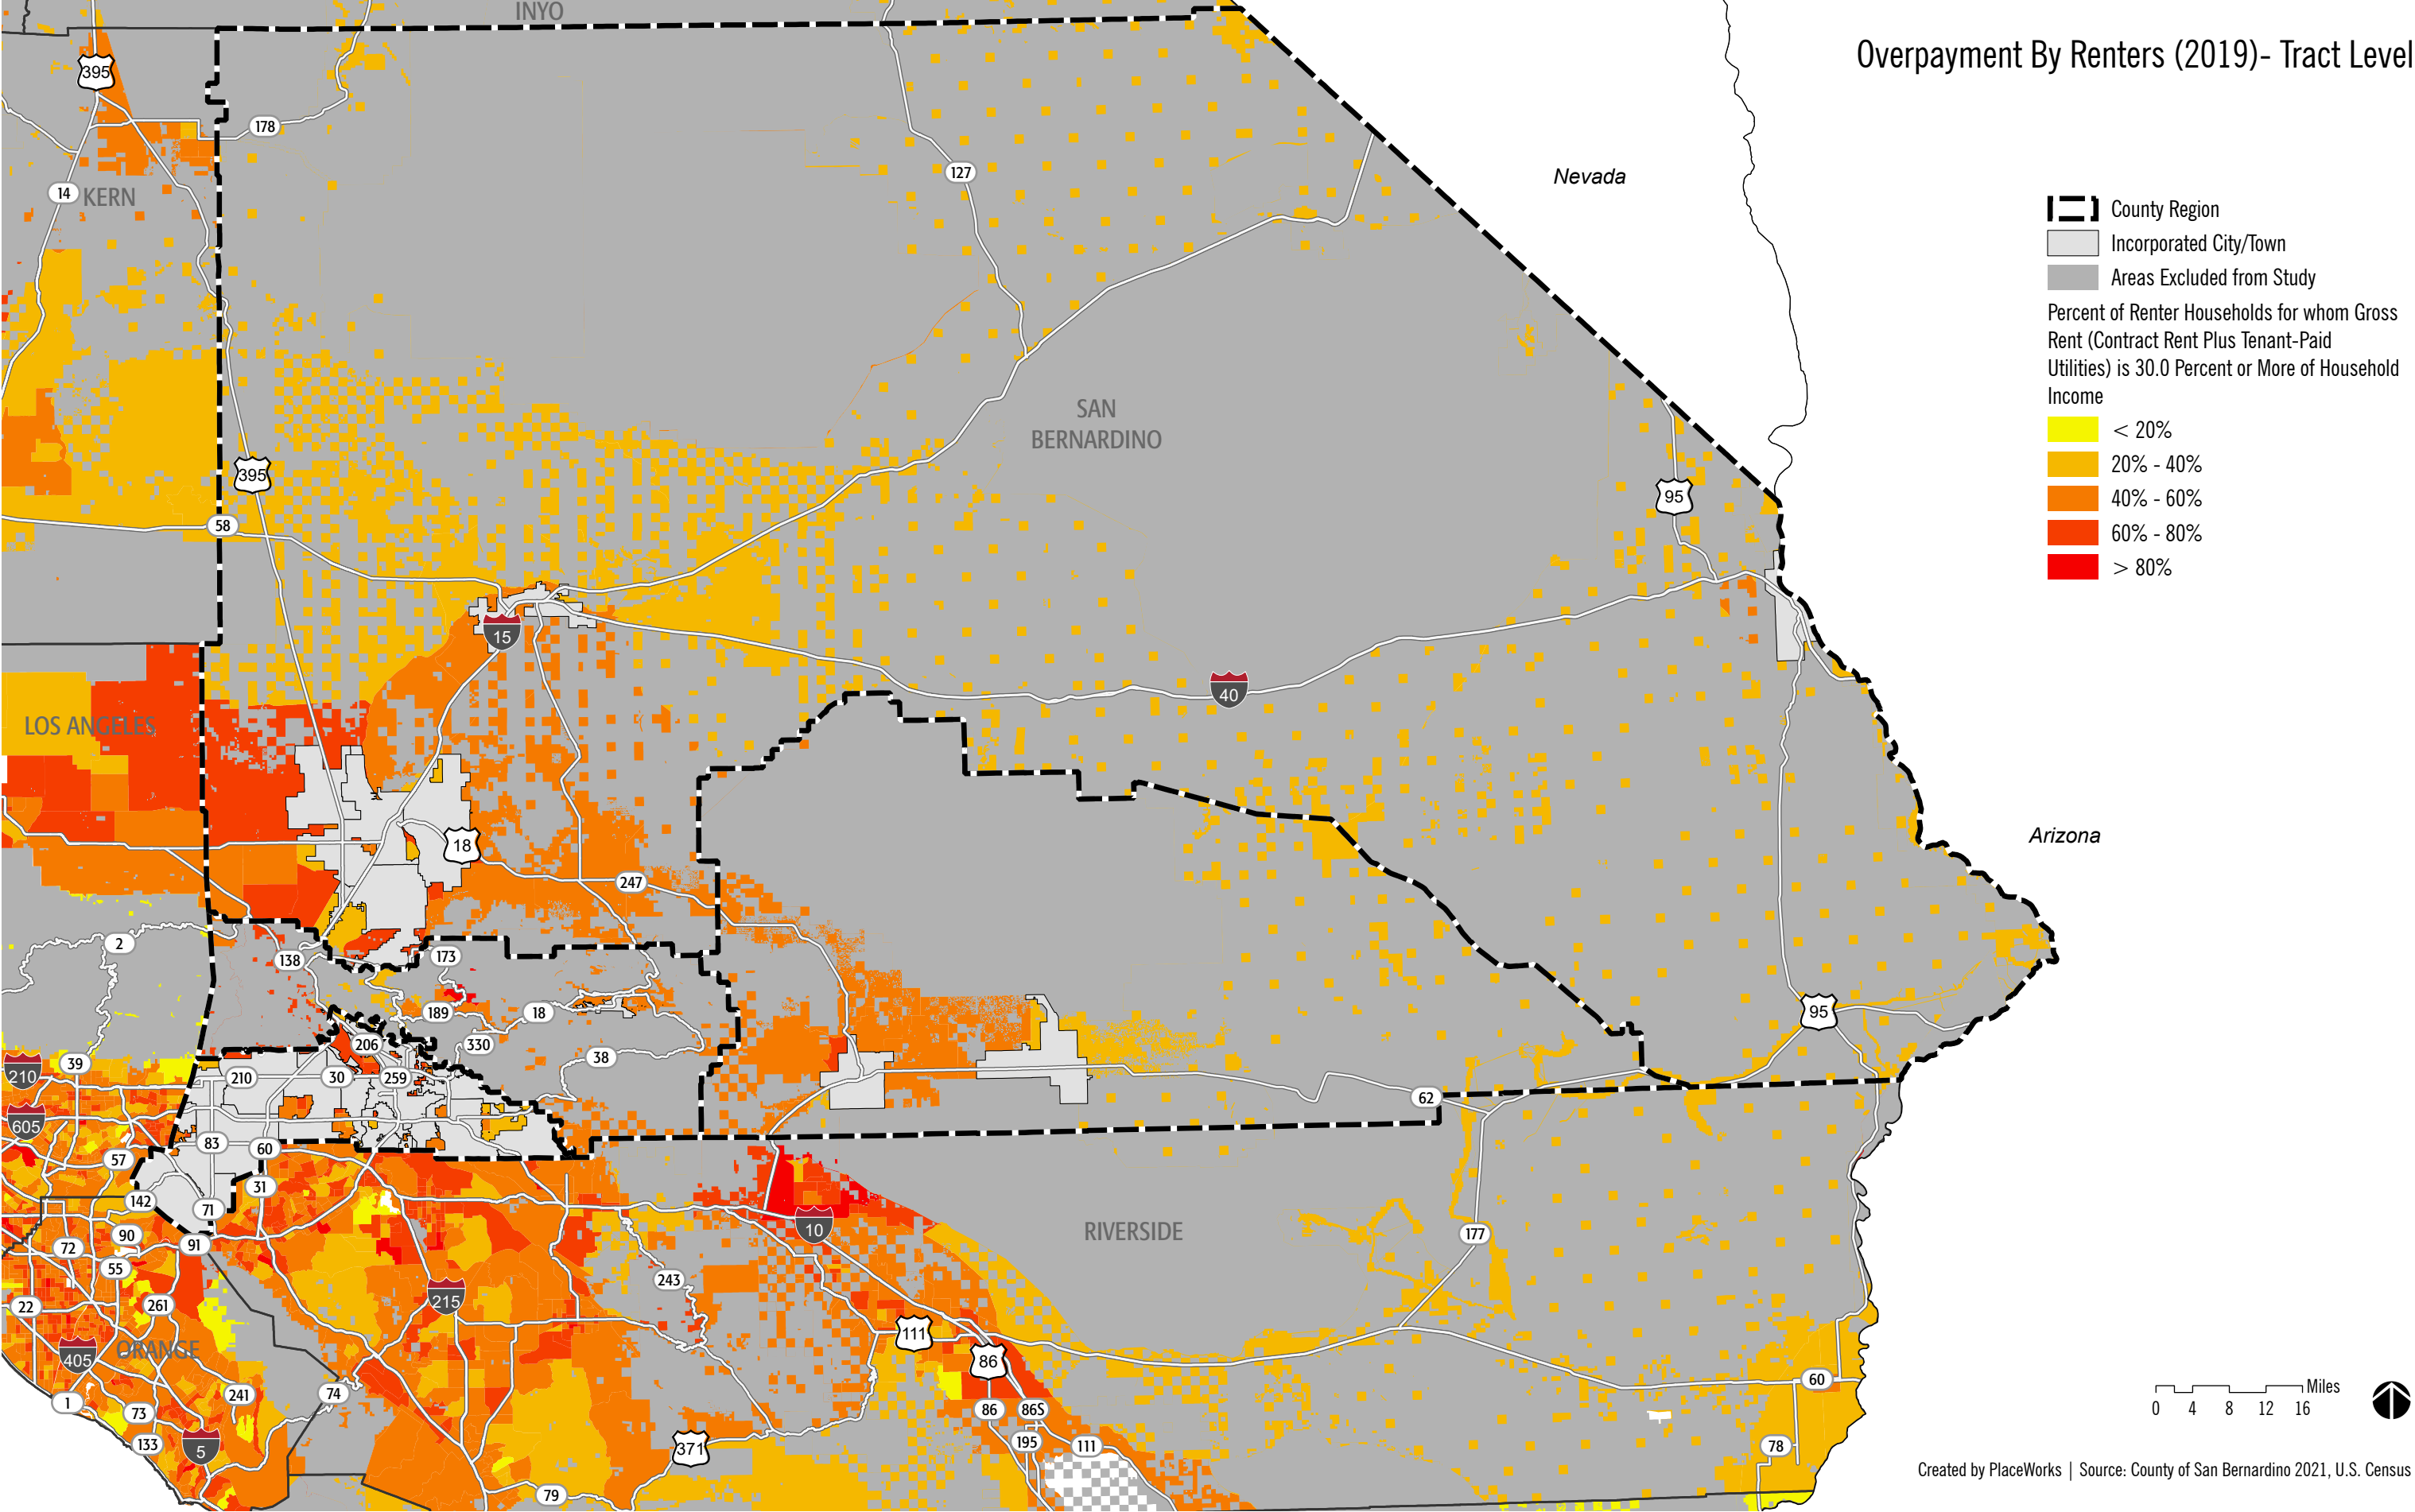 Overpayment By Renters (2019)- Tract Level
County Region
Incorporated City/Town
Areas Excluded from Study
Percent of Renter Households for whom Gross
Rent (Contract Rent Plus Tenant-Paid
Utilities) is 30.0 Percent or More of Household
Income
< 20%
20% - 40%
40% - 60%
60% - 80%
> 80%
INYO
395
178
14
KERN
127
Nevada
SAN
BERNARDINO
395
95
58
15
40
LOS ANGELES
18
Arizona
247
2
138
173
189
18
95
206
330
38
39
210
210
30
259
62
605
83
60
57
31
142
71
10
177
RIVERSIDE
90
91
72
55
243
22
261
215
111
ORANGE
405
86
60
1
241
74
73
86
86S
133
5
371
195
111
78
79
Miles
0 4 8 12 16
Created by PlaceWorks | Source: County of San Bernardino 2021, U.S. Census